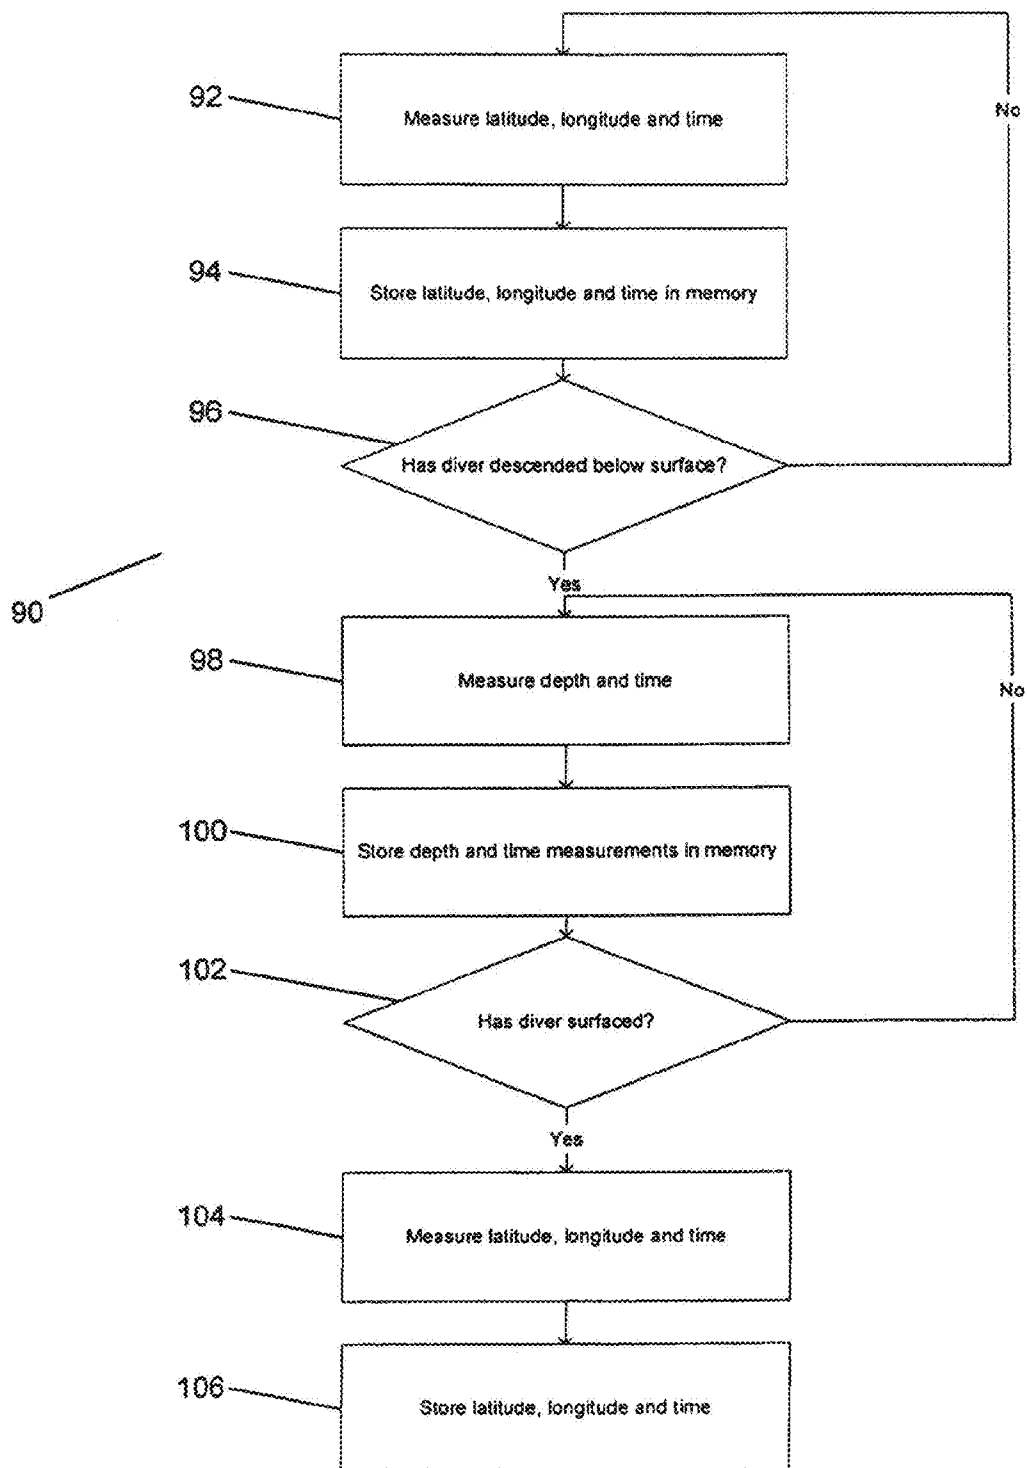 92
Measure latitude, longitude and time
No
94
Store latitude, longitude and time in memory
96
Has diver descended below surface?
Yes
90
98
Measure depth and time
No
100
Store depth and time measurements in memory
102
Has diver surfaced?
Yes
104
Measure latitude, longitude and time
106
Store latitude, longitude and time